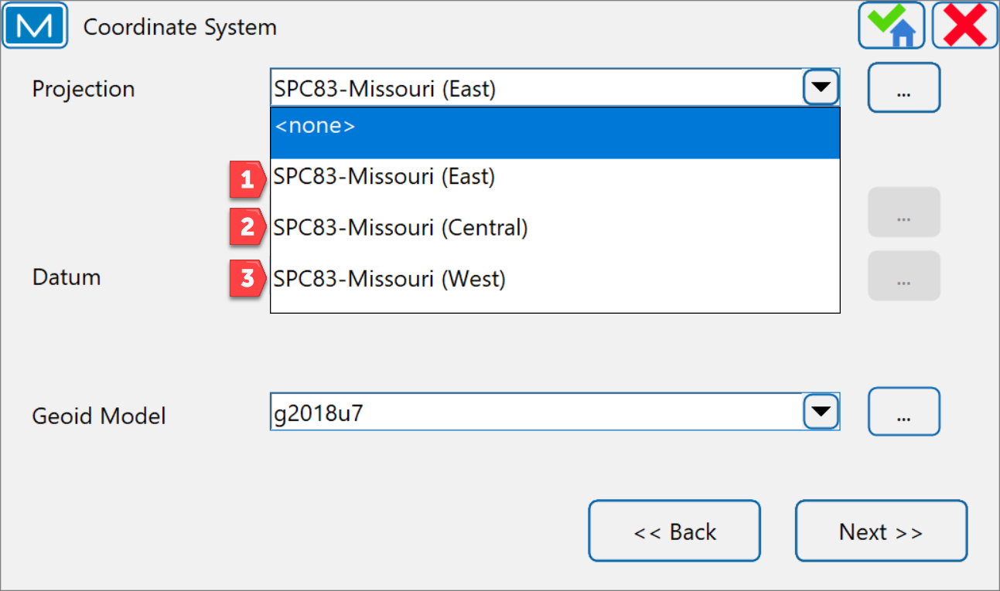 Coordinate System
Projection
SPC83-Missouri (East)
...
<none>
1 SPC83-Missouri (East)
2 SPC83-Missouri (Central)
...
Datum
3 SPC83-Missouri (West)
...
Geoid Model
g2018u7
...
<< Back
Next >>